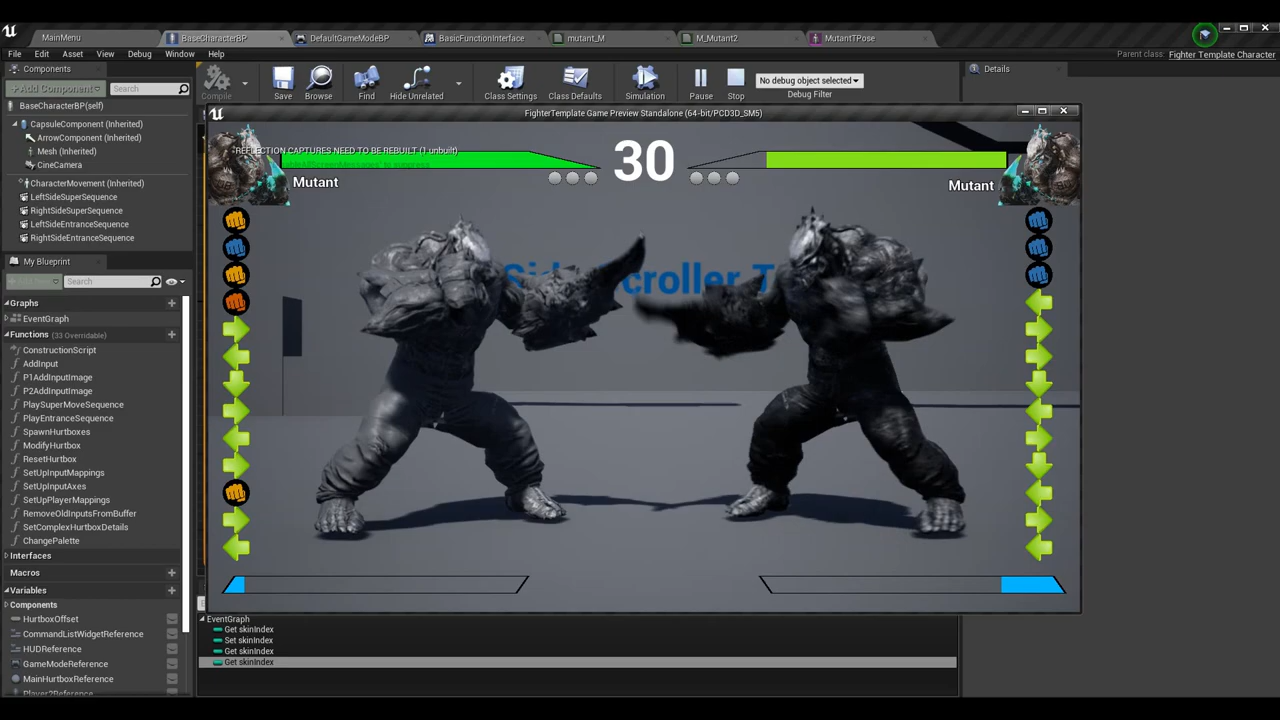 MainMenu
BaseCharacterBP
DefaultGameModeBP
BasicFunctionInterface
mutant_M
M_Mutant2
MutantTPose
File Edit Asset View Debug Window Help
Parent class: Fighter Template Character
Components
+Add Component
Search
BaseCharacterBP(self)
CapsuleComponent (Inherited)
ArrowComponent (Inherited)
Mesh (Inherited)
CineCamera
CharacterMovement (Inherited)
LeftSideSuperSequence
RightSideSuperSequence
LeftSideEntranceSequence
RightSideEntranceSequence
My Blueprint
Search
Graphs
EventGraph
Functions (33 Overridable)
ConstructionScript
AddInput
P1AddInputImage
P2AddInputImage
PlaySuperMoveSequence
PlayEntranceSequence
SpawnHurtboxes
ModifyHurtbox
ResetHurtbox
SetUpInputMappings
SetUpInputAxes
SetUpPlayerMappings
RemoveOldInputsFromBuffer
SetComplexHurtboxDetails
ChangePalette
Interfaces
Macros
Variables
Components
HurtboxOffset
CommandListWidgetReference
HUDReference
GameModeReference
MainHurtboxReference
Player2Reference
Compile
Save
Browse
Find
Hide Unrelated
Class Settings
Class Defaults
Simulation
Pause
Stop
No debug object selected
Debug Filter
Details
FighterTemplate Game Preview Standalone (64-bit/PCD3D_SM5)
REFLECTION CAPTURES NEED TO BE REBUILT (1 unbuilt)
to suppress
30
Mutant
Mutant
EventGraph
Get skinIndex
Set skinIndex
Get skinIndex
Get skinIndex